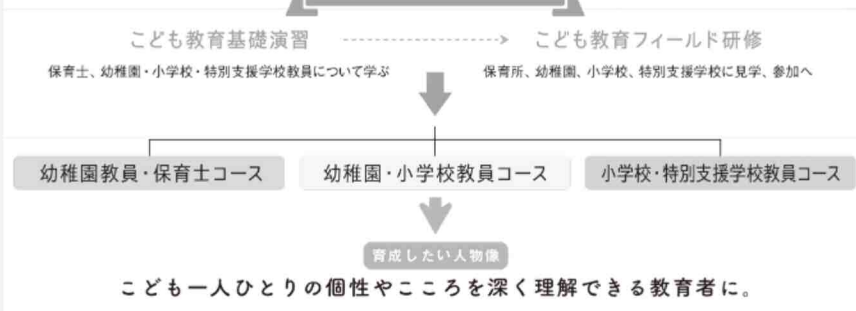 こども教育基礎演習
こども教育フィールド研修
保育士、幼稚園・小学校・特別支援学校教員について学ぶ
保育所、幼稚園、小学校、特別支援学校に見学、参加へ
幼稚園教員・保育士コース
幼稚園・小学校教員コース
小学校・特別支援学校教員コース
育成したい人物像
こども一人ひとりの個性やこころを深く理解できる教育者に。